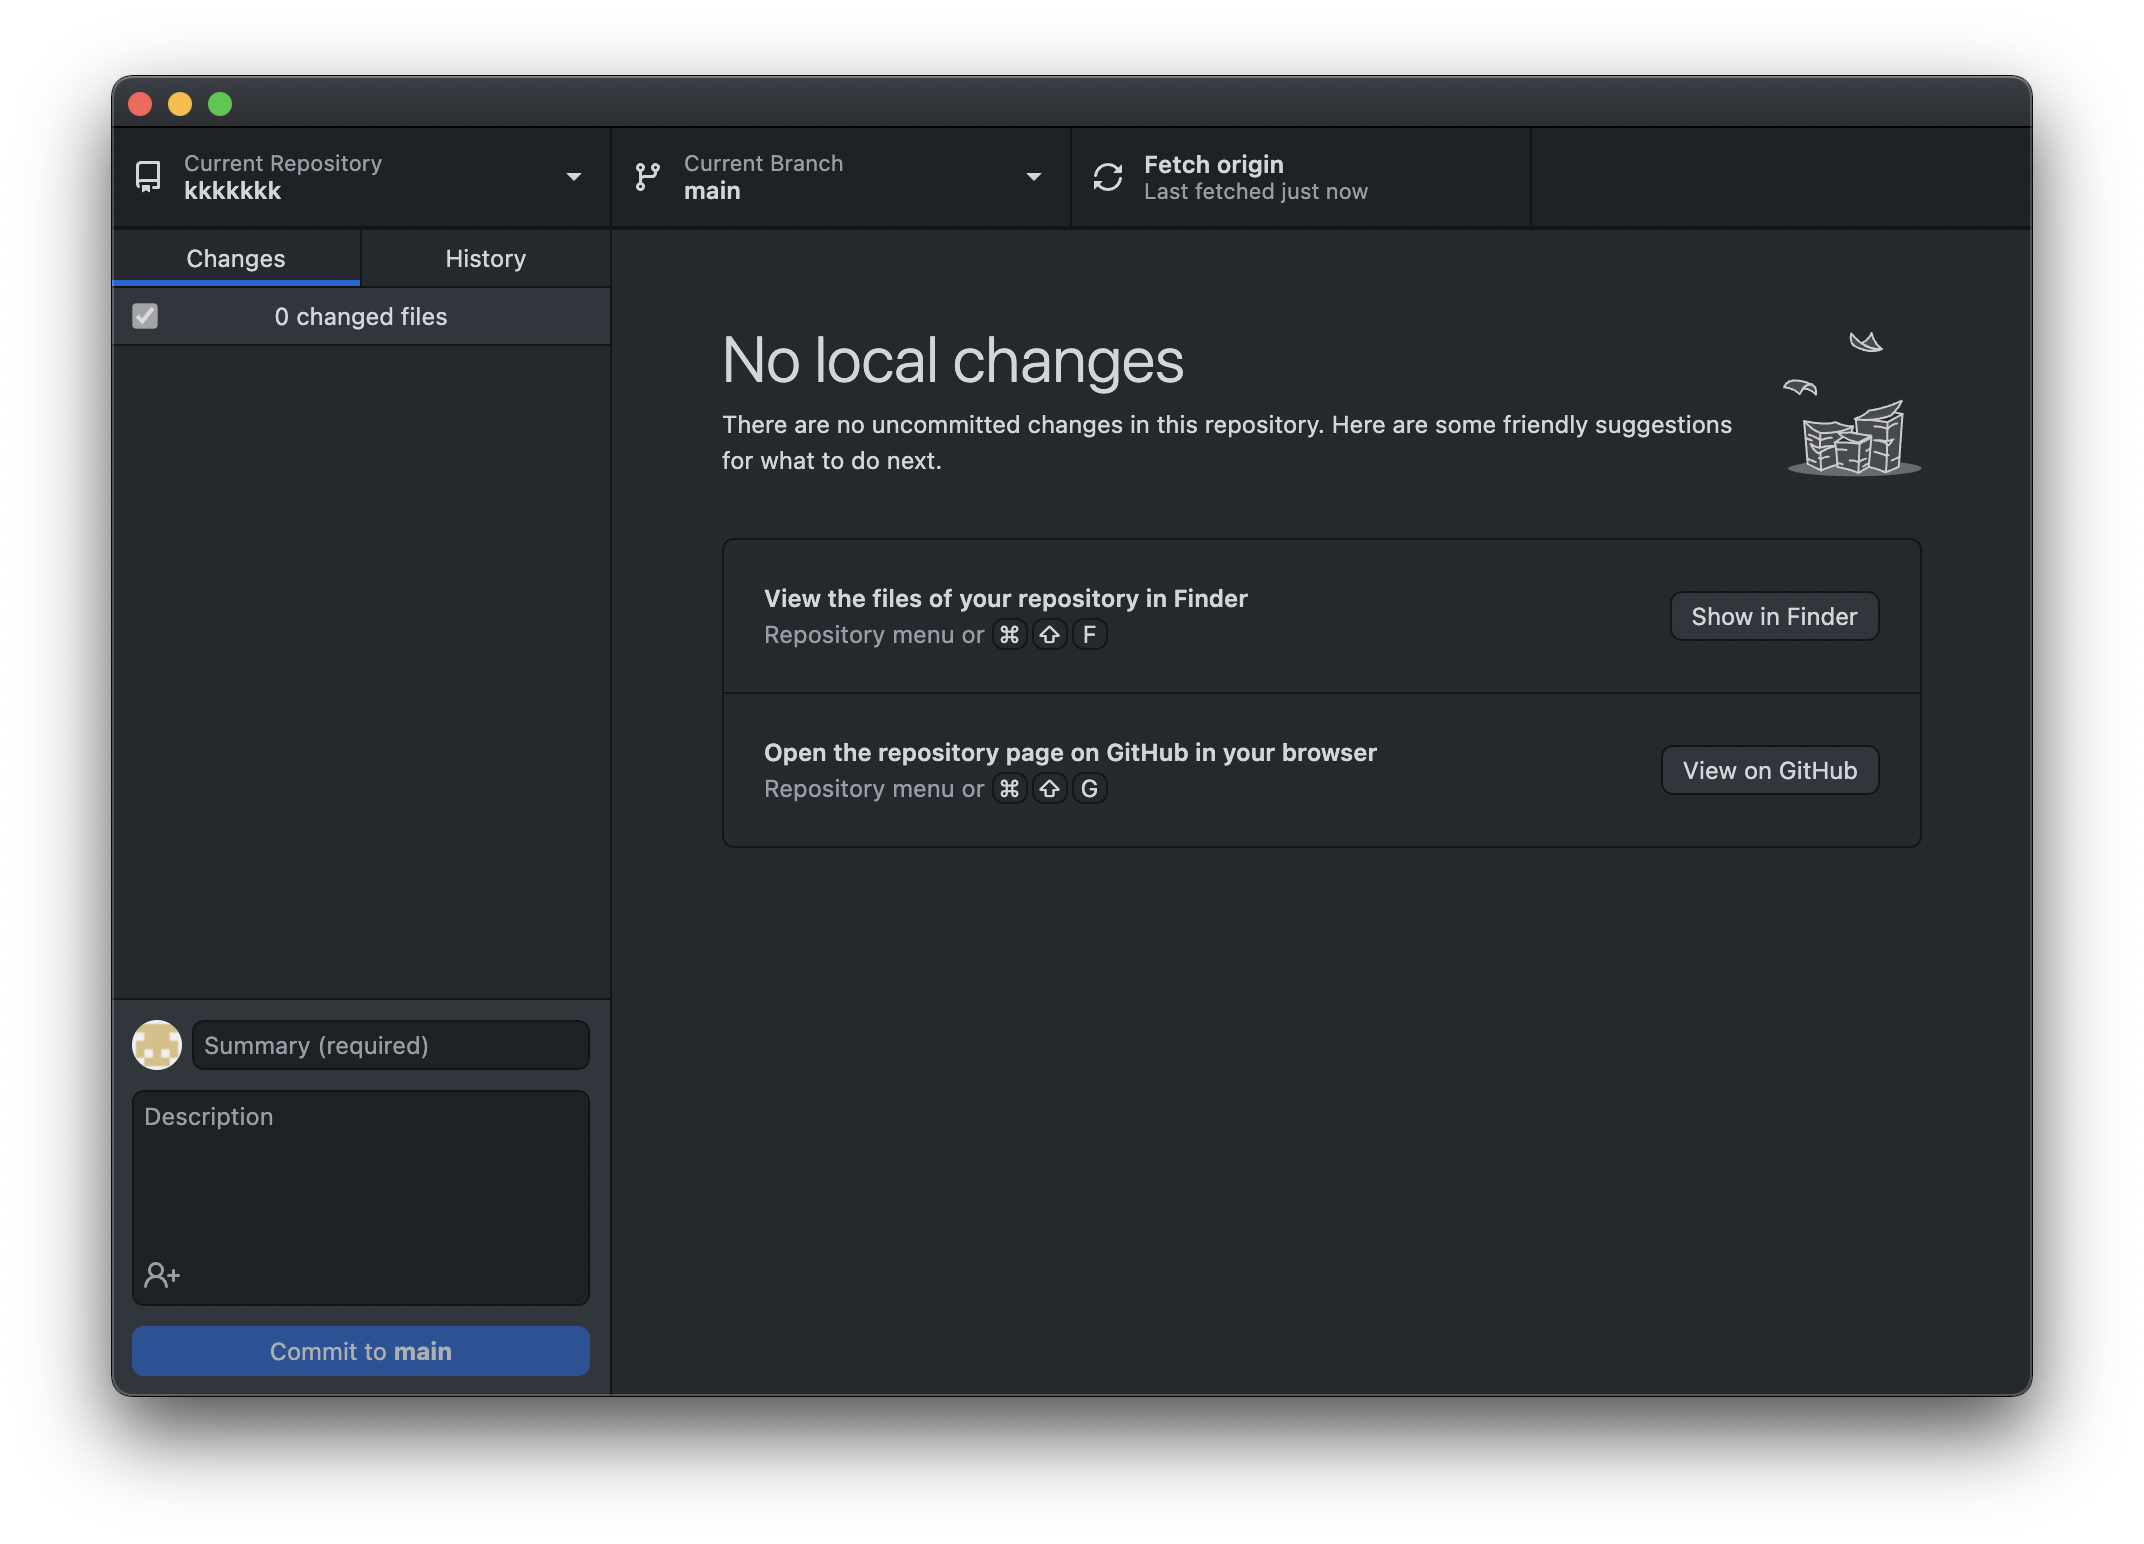 Current Repository
kkkkkkk
Current Branch
main
Fetch origin
Last fetched just now
Changes
History
0 changed files
No local changes
There are no uncommitted changes in this repository. Here are some friendly suggestions
for what to do next.
View the files of your repository in Finder
Repository menu or ⌘ ⇧ F
Show in Finder
Open the repository page on GitHub in your browser
Repository menu or ⌘ ⇧ G
View on GitHub
Summary (required)
Description
Commit to main